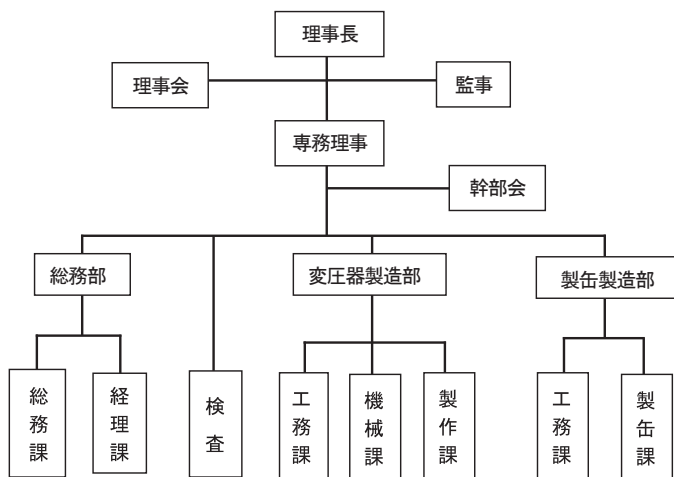 理事長
理事会
監事
専務理事
幹部会
総務部
変圧器製造部
製缶製造部
総務課
経理課
検査
工務課
機械課
製作課
工務課
製缶課